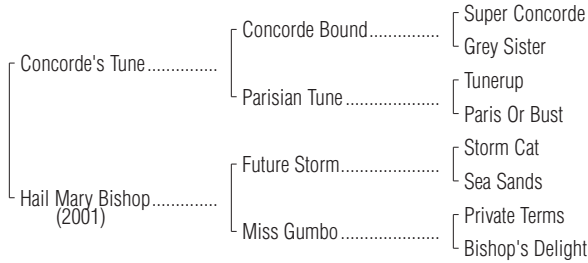 Super Concorde
Concorde Bound...............
Grey Sister
Concorde's Tune...............
Tunerup
Parisian Tune....................
Paris Or Bust
Storm Cat
Future Storm.....................
Sea Sands
Hail Mary Bishop..............
(2001)
Private Terms
Miss Gumbo.....................
Bishop's Delight